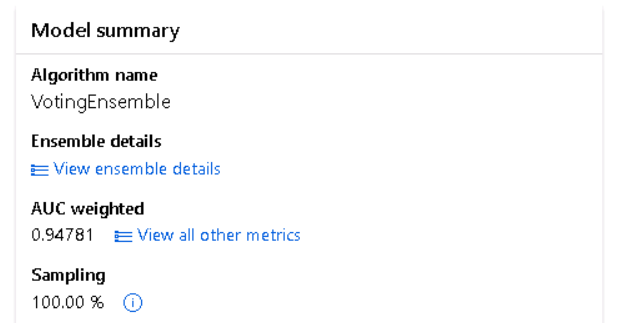 Model summary
Algorithm name
VotingEnsemble
Ensemble details
View ensemble details
AUC weighted
0.94781 View all other metrics
Sampling
100.00 %